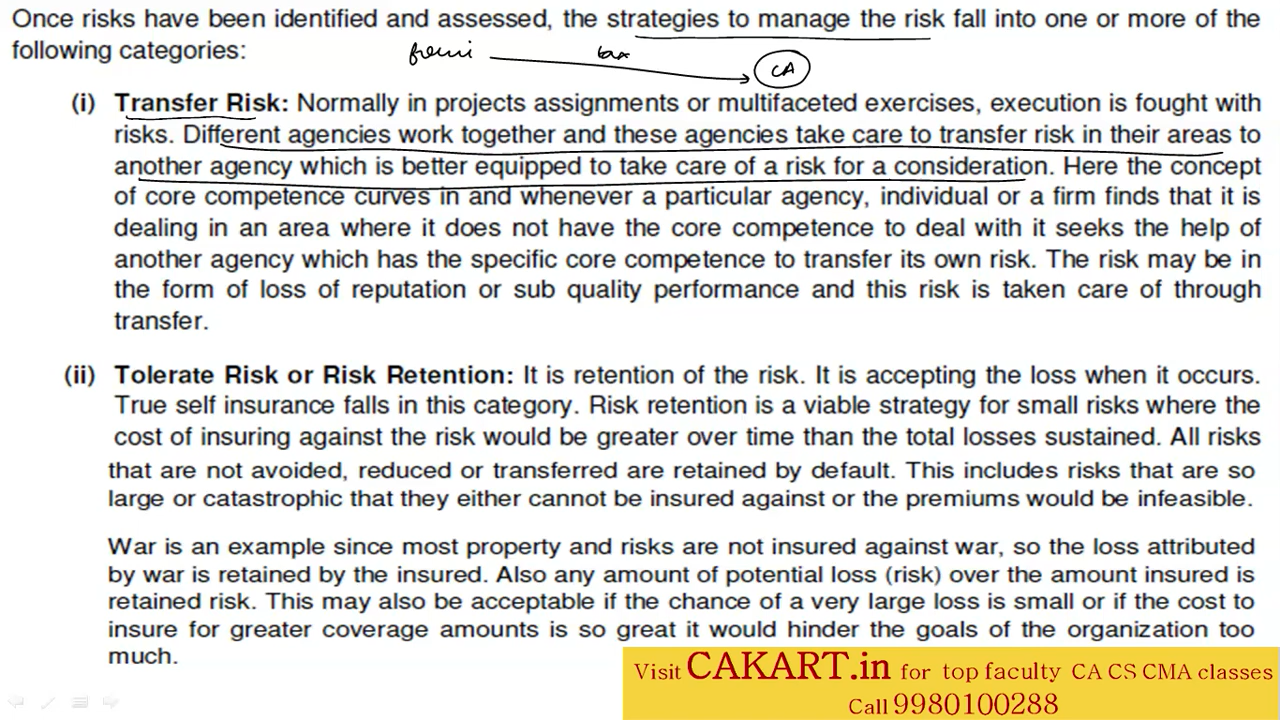 Once risks have been identified and assessed, the strategies to manage the risk fall into one or more of the
following categories:
tax
CA
(i) Transfer Risk: Normally in projects assignments or multifaceted exercises, execution is fought with
risks. Different agencies work together and these agencies take care to transfer risk in their areas to
another agency which is better equipped to take care of a risk for a consideration. Here the concept
of core competence curves in and whenever a particular agency, individual or a firm finds that it is
dealing in an area where it does not have the core competence to deal with it seeks the help of
another agency which has the specific core competence to transfer its own risk. The risk may be in
the form of loss of reputation or sub quality performance and this risk is taken care of through
transfer.
(ii) Tolerate Risk or Risk Retention: It is retention of the risk. It is accepting the loss when it occurs.
True self insurance falls in this category. Risk retention is a viable strategy for small risks where the
cost of insuring against the risk would be greater over time than the total losses sustained. All risks
that are not avoided, reduced or transferred are retained by default. This includes risks that are so
large or catastrophic that they either cannot be insured against or the premiums would be infeasible.
War is an example since most property and risks are not insured against war, so the loss attributed
by war is retained by the insured. Also any amount of potential loss (risk) over the amount insured is
retained risk. This may also be acceptable if the chance of a very large loss is small or if the cost to
insure for greater coverage amounts is so great it would hinder the goals of the organization too
much.
Visit CAKART.in for top faculty CA CS CMA classes
Call 9980100288